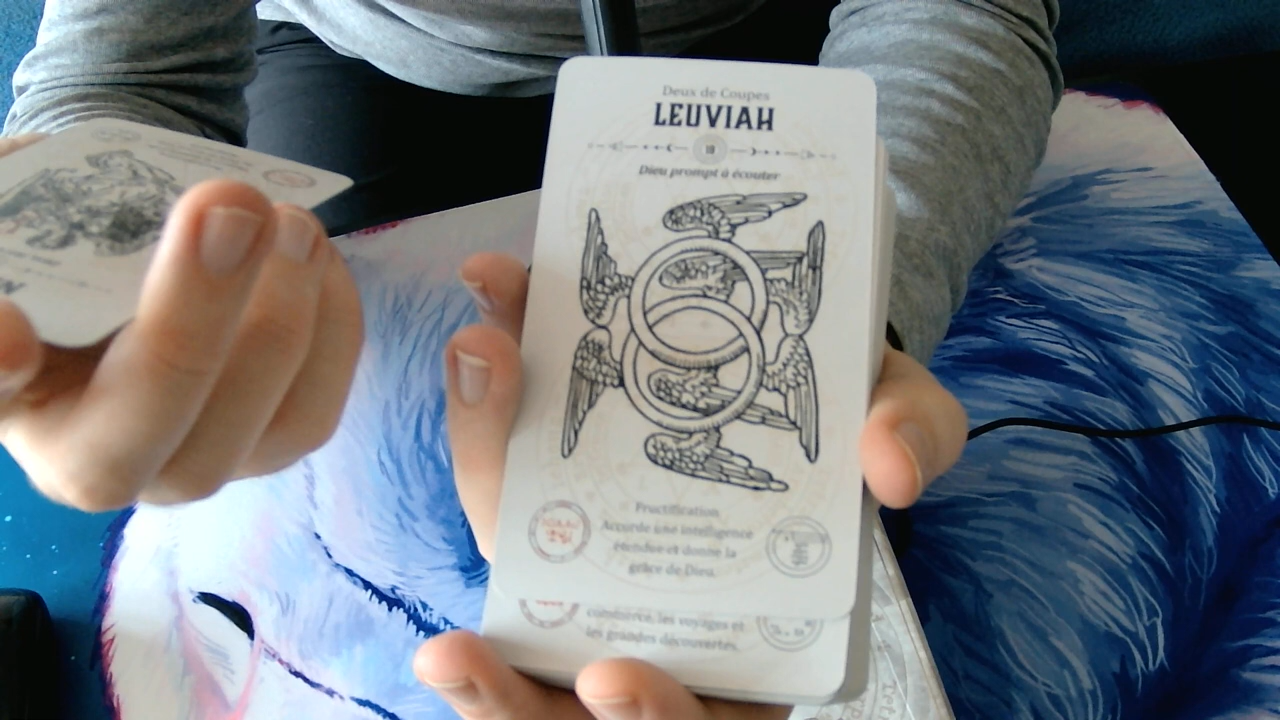 Deux de Coupes
LEUVIAH
19
Dieu prompt à écouter
Fructification
Accorde une intelligence
étendue et donne la
grâce de Dieu.
commerce, les voyages et
les grandes découvertes.